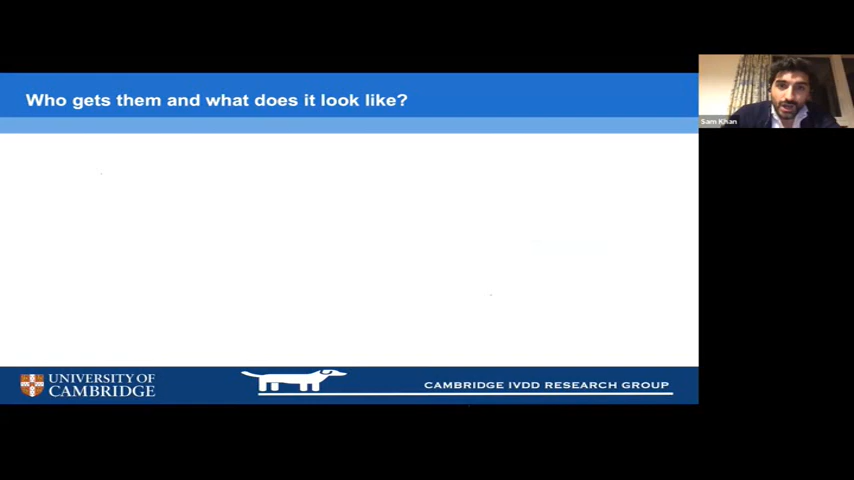 Who gets them and what does it look like?
Sam Khan
UNIVERSITY OF
CAMBRIDGE
CAMBRIDGE IVDD RESEARCH GROUP